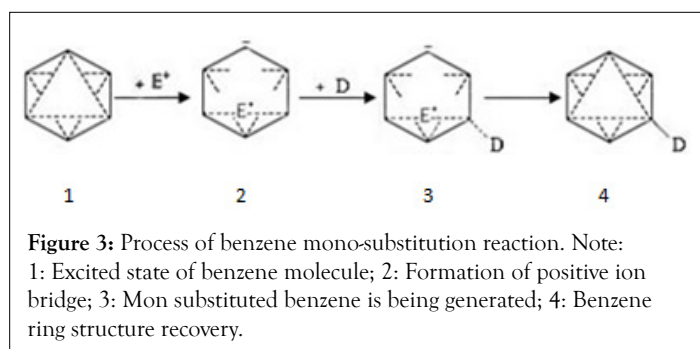 + E⁺
+ D
E⁺
E⁺
D
D
1 2 3 4
Figure 3: Process of benzene mono-substitution reaction. Note:
1: Excited state of benzene molecule; 2: Formation of positive ion
bridge; 3: Mon substituted benzene is being generated; 4: Benzene
ring structure recovery.